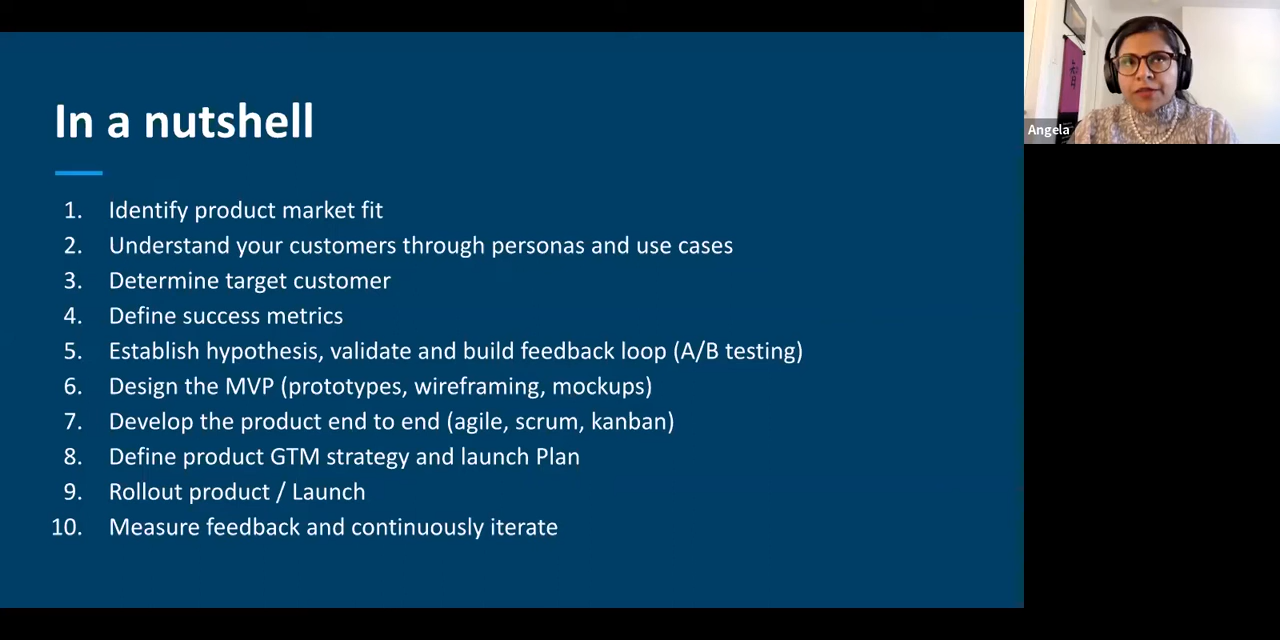 In a nutshell
1. Identify product market fit
2. Understand your customers through personas and use cases
3. Determine target customer
4. Define success metrics
5. Establish hypothesis, validate and build feedback loop (A/B testing)
6. Design the MVP (prototypes, wireframing, mockups)
7. Develop the product end to end (agile, scrum, kanban)
8. Define product GTM strategy and launch Plan
9. Rollout product / Launch
10. Measure feedback and continuously iterate
Angela